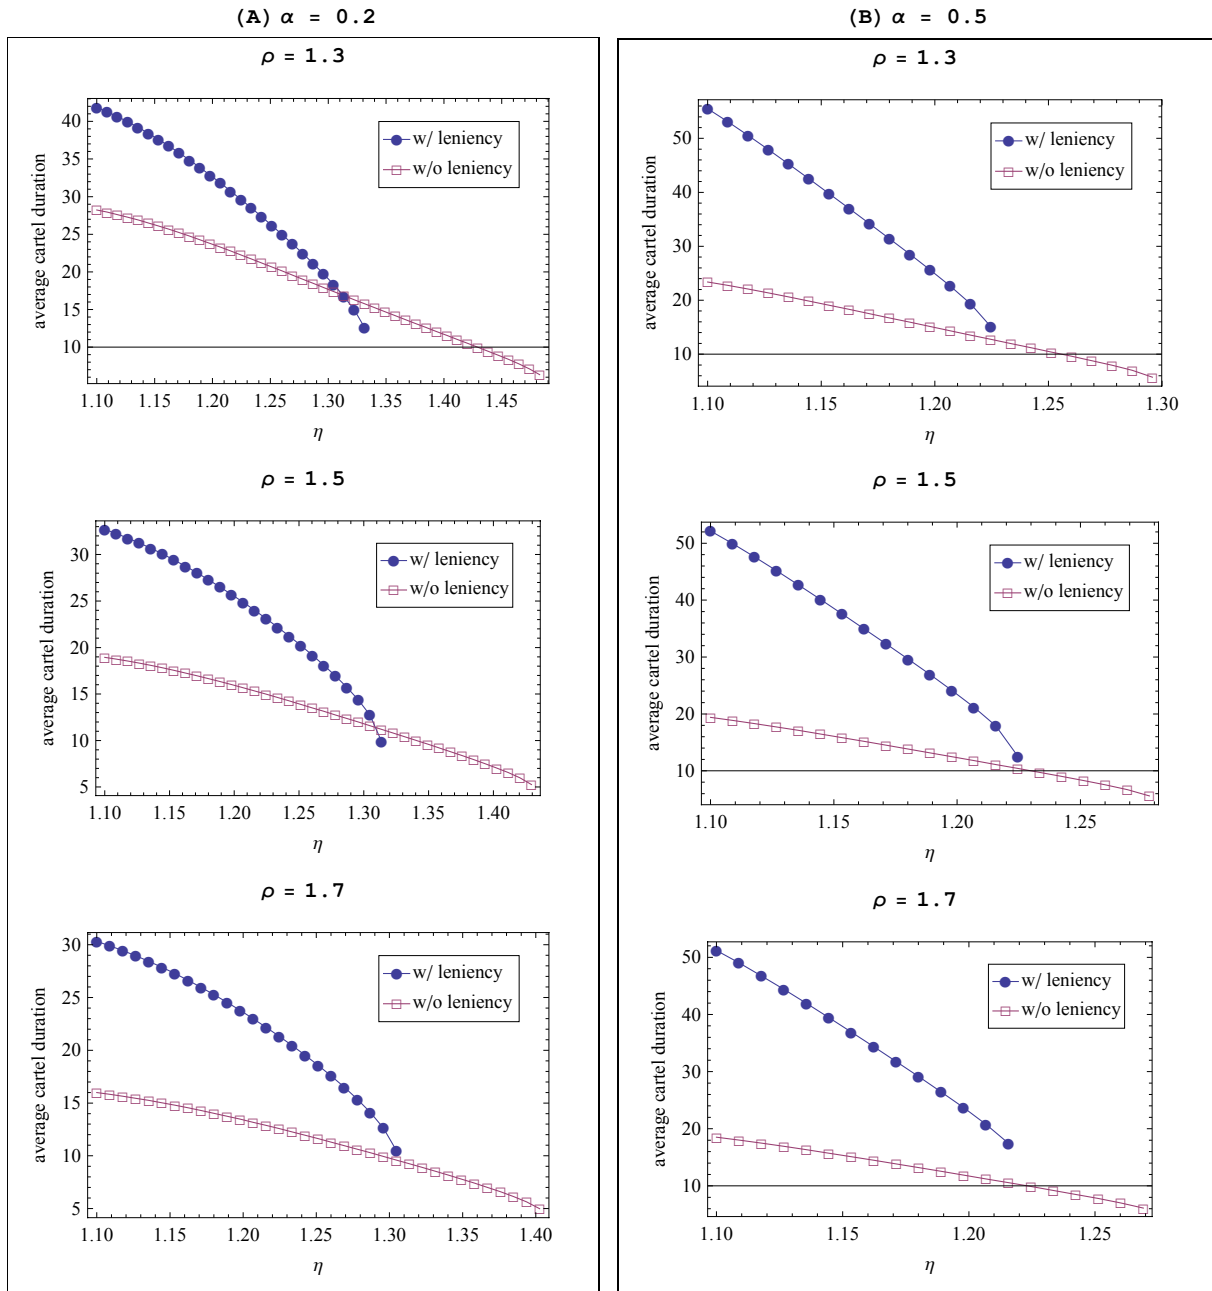 (A) α = 0.2
ρ = 1.3
average cartel duration
40
35
30
25
20
15
10
w/ leniency
w/o leniency
1.10 1.15 1.20 1.25 1.30 1.35 1.40 1.45
η
ρ = 1.5
average cartel duration
30
25
20
15
10
5
w/ leniency
w/o leniency
1.10 1.15 1.20 1.25 1.30 1.35 1.40
η
ρ = 1.7
average cartel duration
30
25
20
15
10
5
w/ leniency
w/o leniency
1.10 1.15 1.20 1.25 1.30 1.35 1.40
η
(B) α = 0.5
ρ = 1.3
average cartel duration
50
40
30
20
10
w/ leniency
w/o leniency
1.10 1.15 1.20 1.25 1.30
η
ρ = 1.5
average cartel duration
50
40
30
20
10
w/ leniency
w/o leniency
1.10 1.15 1.20 1.25
η
ρ = 1.7
average cartel duration
50
40
30
20
10
w/ leniency
w/o leniency
1.10 1.15 1.20 1.25
η